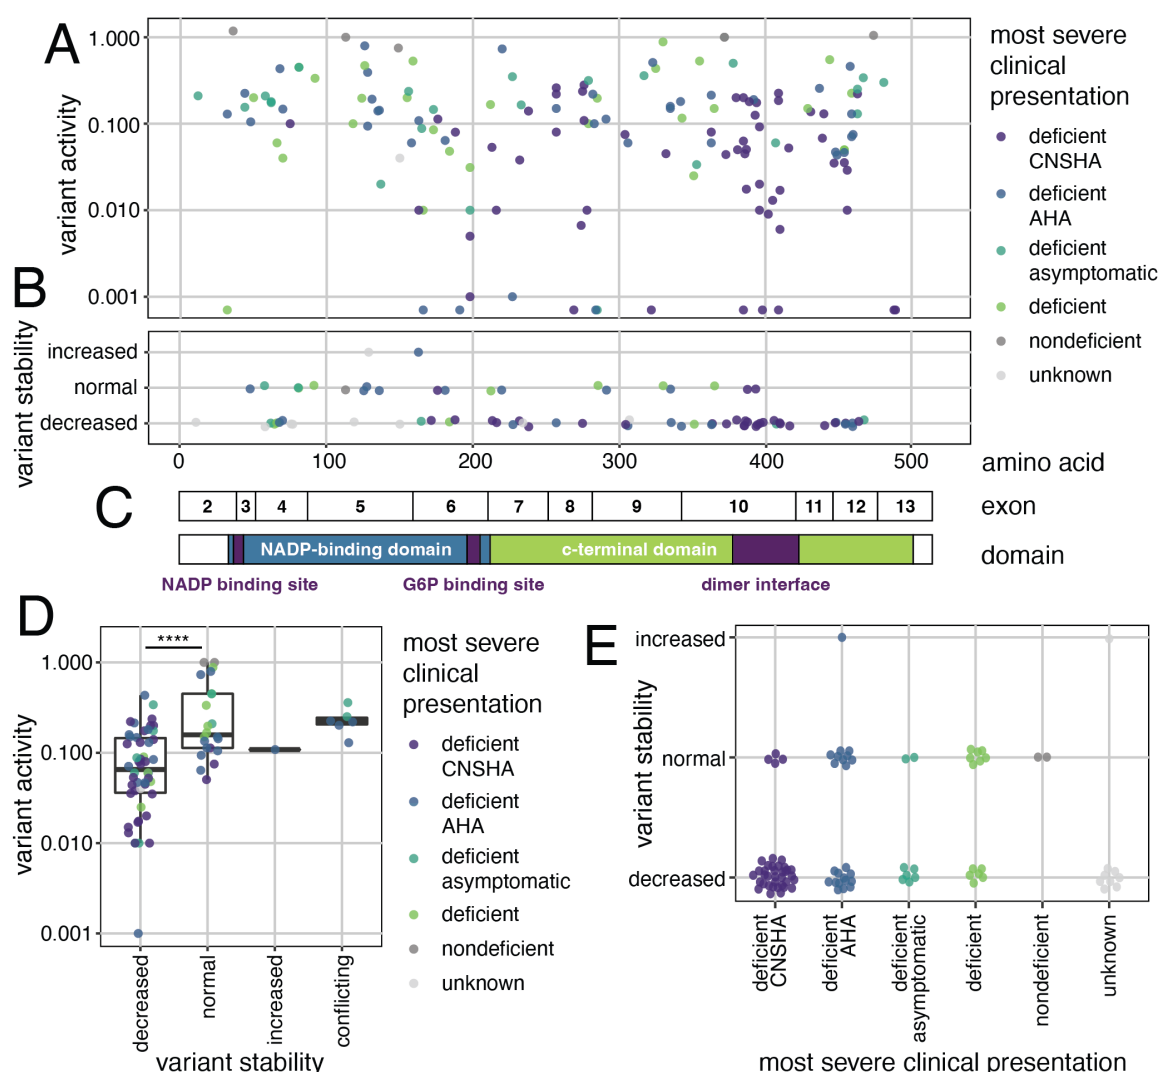 A
1.000
0.100
0.010
0.001
variant activity
most severe
clinical
presentation
deficient
CNSHA
deficient
AHA
deficient
asymptomatic
deficient
nondeficient
unknown
B
increased
normal
decreased
variant stability
0
100
200
300
400
500
amino acid
C
2
3
4
5
6
7
8
9
10
11
12
13
exon
NADP-binding domain
c-terminal domain
domain
NADP binding site
G6P binding site
dimer interface
D
****
1.000
0.100
0.010
0.001
variant activity
decreased
normal
increased
conflicting
variant stability
most severe
clinical
presentation
deficient
CNSHA
deficient
AHA
deficient
asymptomatic
deficient
nondeficient
unknown
E
increased
normal
decreased
variant stability
deficient
CNSHA
deficient
AHA
deficient
asymptomatic
deficient
nondeficient
unknown
most severe clinical presentation